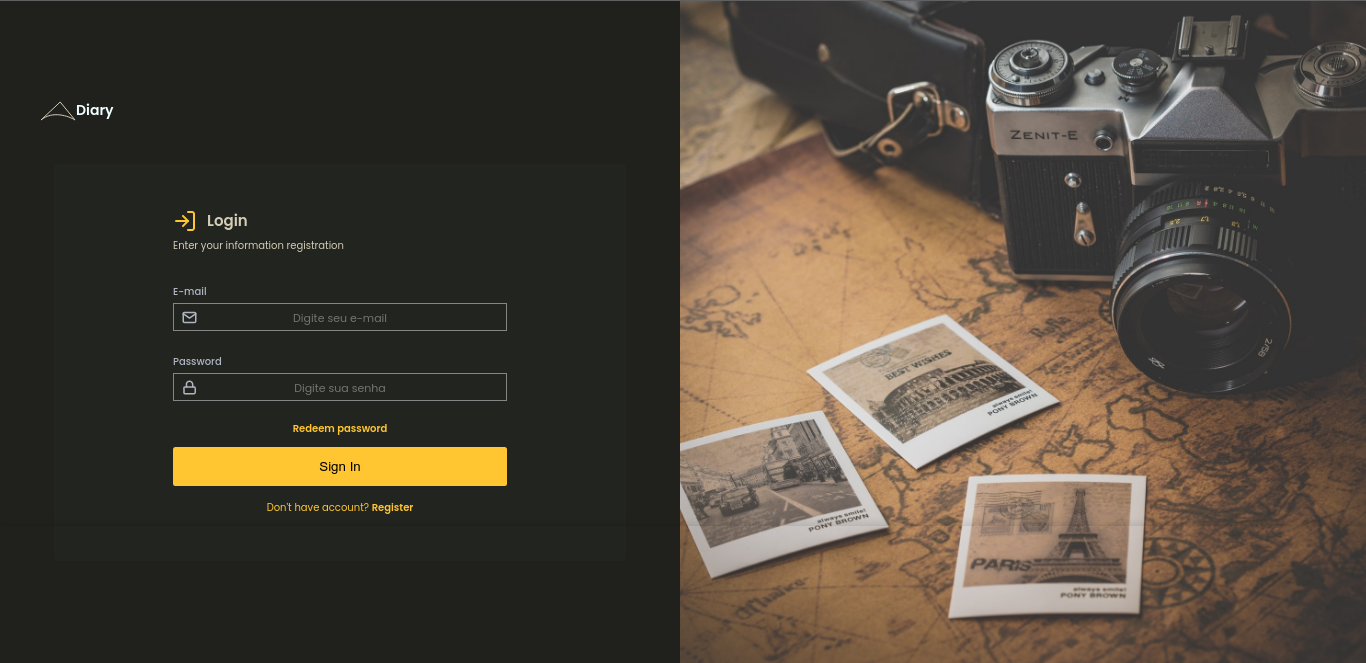 Diary
Login
Enter your information registration
E-mail
Digite seu e-mail
Password
Digite sua senha
Redeem password
Sign In
Don't have account? Register
ZENIT-E
BEST WISHES
always smile!
PONY BROWN
always smile!
PONY BROWN
PARIS
always smile!
PONY BROWN
2/58